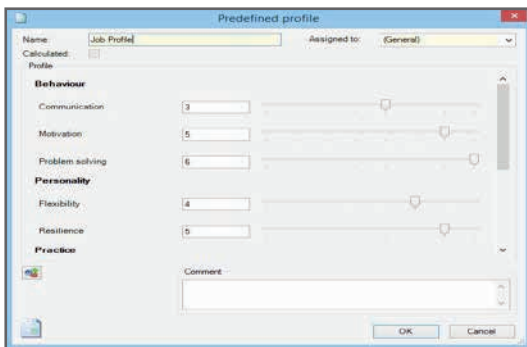 Predefined profile
Name: Job Profile Assigned to: (General)
Calculated:
Profile
Behaviour
Communication 3
Motivation 5
Problem solving 6
Personality
Flexibility 4
Resilience 5
Practice
Comment
OK Cancel